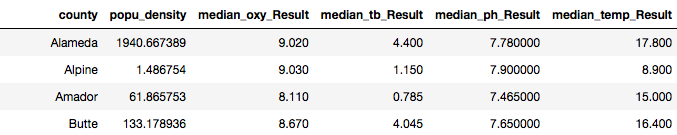 county popu_density median_oxy_Result median_tb_Result median_ph_Result median_temp_Result
Alameda 1940.667389 9.020 4.400 7.780000 17.800
Alpine 1.486754 9.030 1.150 7.900000 8.900
Amador 61.865753 8.110 0.785 7.465000 15.000
Butte 133.178936 8.670 4.045 7.650000 16.400